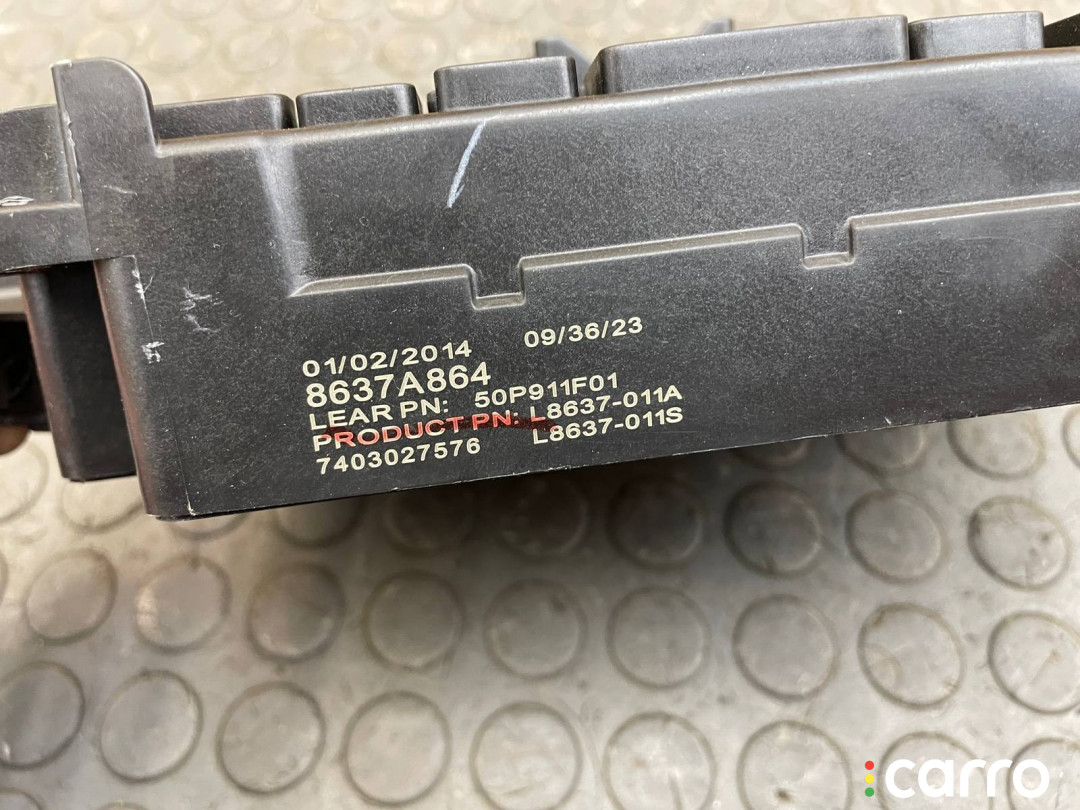 01/02/2014 09/36/23
8637A864
LEAR PN: 50P911F01
PRODUCT PN: L8637-011A
7403027576 L8637-011S
carro